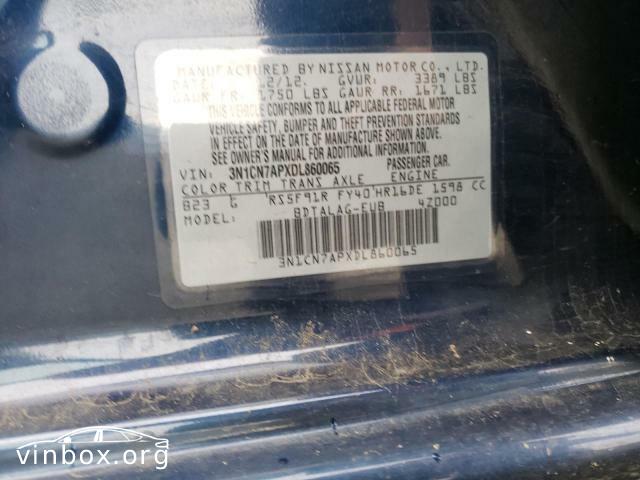 MANUFACTURED BY NISSAN MOTOR CO., LTD.
DATE: 2/12. GVWR: 3389 LBS
GAWR FR: 1750 LBS GAWR RR: 1671 LBS
THIS VEHICLE CONFORMS TO ALL APPLICABLE FEDERAL MOTOR
VEHICLE SAFETY, BUMPER AND THEFT PREVENTION STANDARDS
IN EFFECT ON THE DATE OF MANUFACTURE SHOWN ABOVE.
SEE OWNER'S MANUAL FOR ADDITIONAL INFORMATION.
VIN: 3N1CN7APXDL860065 PASSENGER CAR.
COLOR TRIM TRANS AXLE ENGINE
B23 G RS5F91R FY40 HR16DE 1598 CC
MODEL: BDTALAG-EUB 4Z000
3N1CN7APXDL860065
vinbox.org